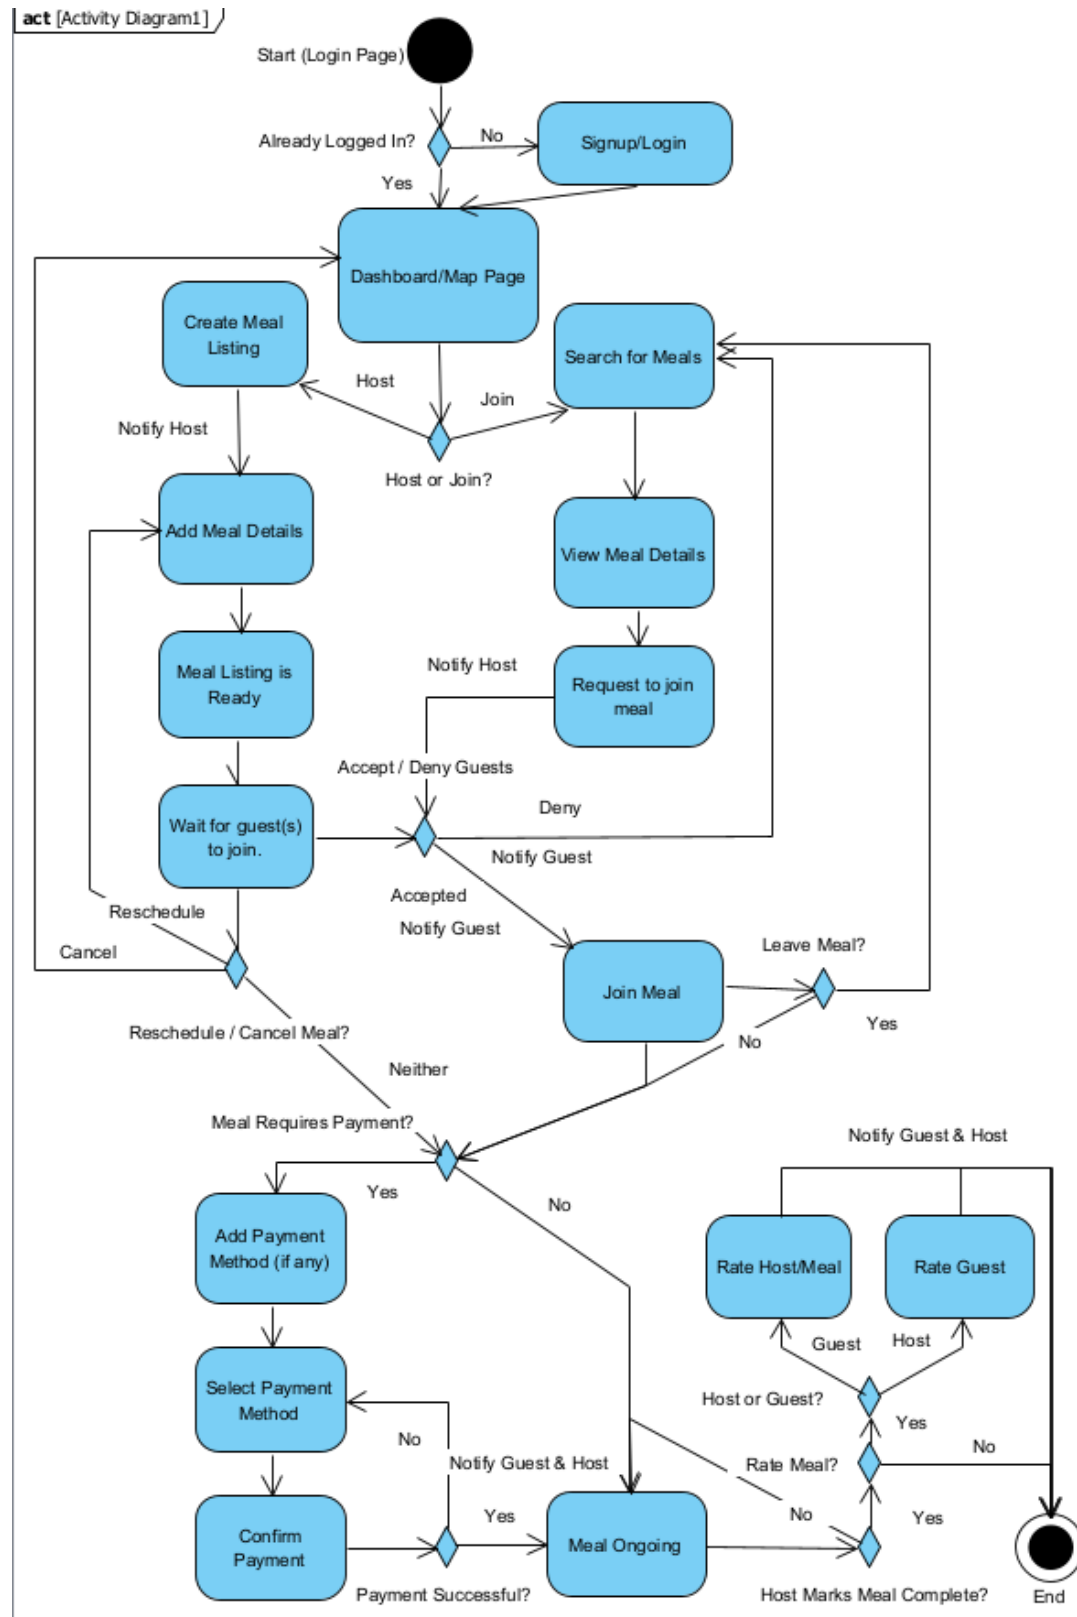 act [Activity Diagram1]
Start (Login Page)
Already Logged In?
No
Signup/Login
Yes
Dashboard/Map Page
Create Meal
Listing
Search for Meals
Host
Join
Notify Host
Host or Join?
Add Meal Details
View Meal Details
Meal Listing is
Ready
Notify Host
Request to join
meal
Accept / Deny Guests
Deny
Wait for guest(s)
to join.
Notify Guest
Accepted
Reschedule
Notify Guest
Cancel
Leave Meal?
Join Meal
Yes
Reschedule / Cancel Meal?
No
Neither
Meal Requires Payment?
Notify Guest & Host
Yes
No
Add Payment
Method (if any)
Rate Host/Meal
Rate Guest
Guest
Host
Select Payment
Method
Host or Guest?
Yes
No
No
Notify Guest & Host
Rate Meal?
Yes
No
Yes
Confirm
Payment
Meal Ongoing
Payment Successful?
Host Marks Meal Complete?
End